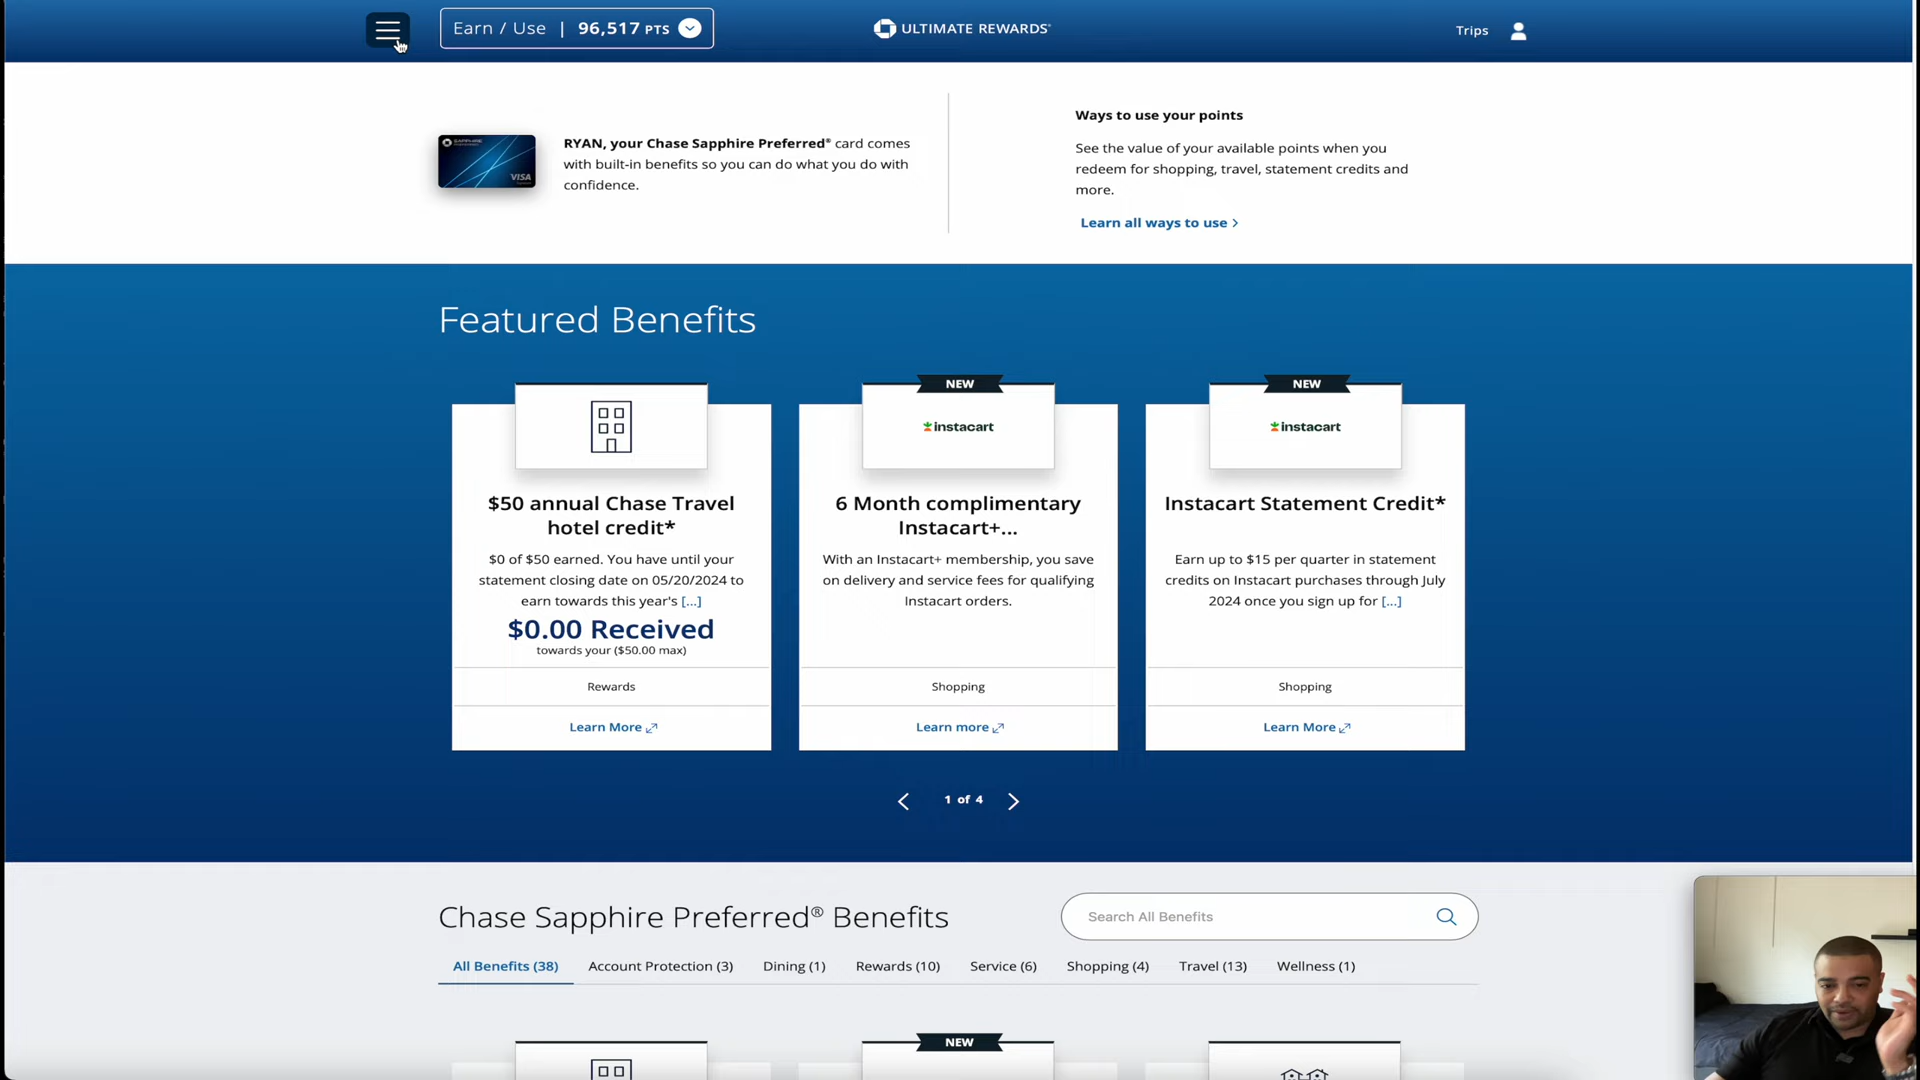 Earn / Use | 96,517 PTS
ULTIMATE REWARDS®
Trips
RYAN, your Chase Sapphire Preferred® card comes
with built-in benefits so you can do what you do with
confidence.
VISA
Ways to use your points
See the value of your available points when you
redeem for shopping, travel, statement credits and
more.
Learn all ways to use
Featured Benefits
$50 annual Chase Travel
hotel credit*
$0 of $50 earned. You have until your
statement closing date on 05/20/2024 to
earn towards this year's [...]
$0.00 Received
towards your ($50.00 max)
Rewards
Learn More
NEW
instacart
6 Month complimentary
Instacart+...
With an Instacart+ membership, you save
on delivery and service fees for qualifying
Instacart orders.
Shopping
Learn more
NEW
instacart
Instacart Statement Credit*
Earn up to $15 per quarter in statement
credits on Instacart purchases through July
2024 once you sign up for [...]
Shopping
Learn More
1 of 4
Chase Sapphire Preferred® Benefits
Search All Benefits
All Benefits (38)
Account Protection (3)
Dining (1)
Rewards (10)
Service (6)
Shopping (4)
Travel (13)
Wellness (1)
NEW